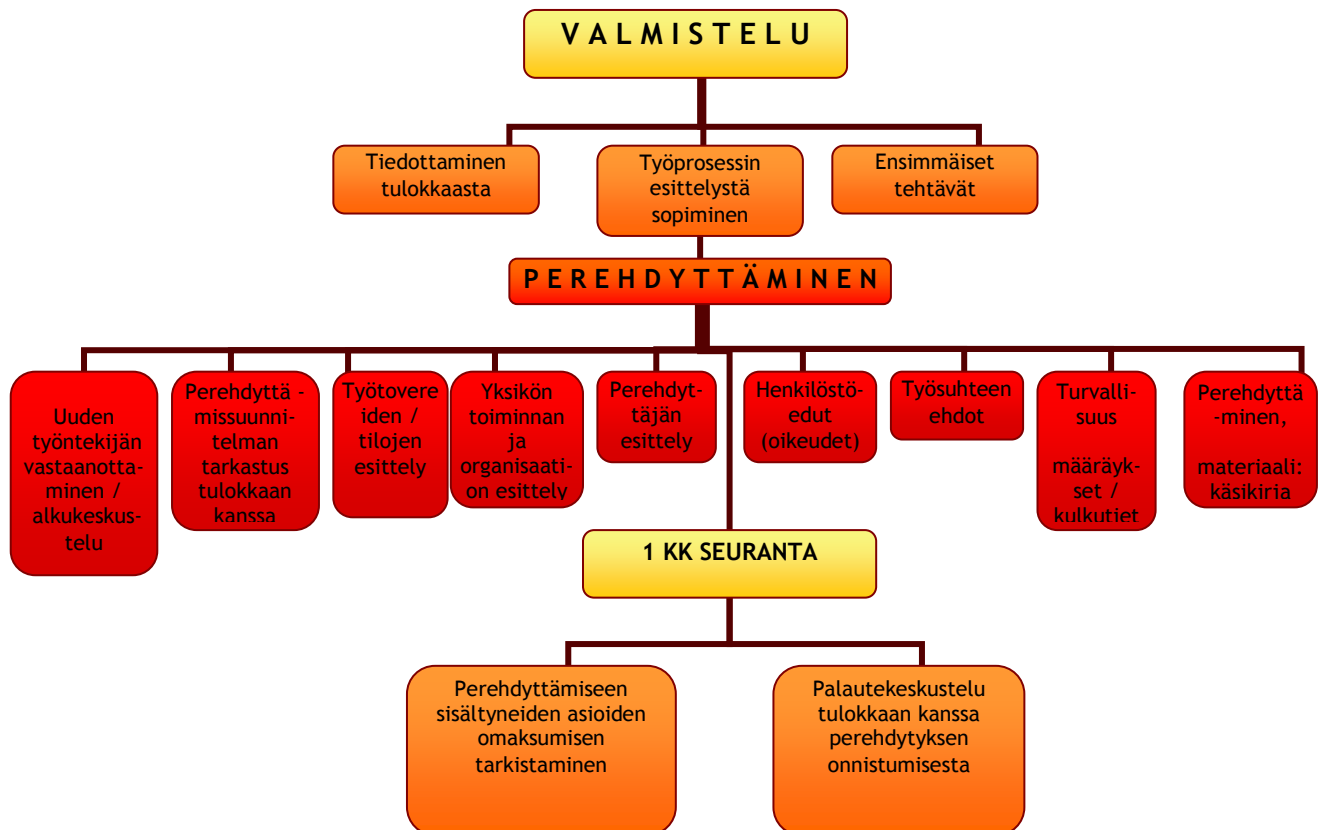 V A L M I S T E L U
Tiedottaminen
tulokkaasta
Työprosessin
esittelystä
sopiminen
Ensimmäiset
tehtävät
P E R E H D Y T T Ä M I N E N
Uuden
työntekijän
vastaanotta-
minen /
alkukeskus-
telu
Perehdyttä -
missuunni-
telman
tarkastus
tulokkaan
kanssa
Työtovere
iden /
tilojen
esittely
Yksikön
toiminnan
ja
organisaati-
on esittely
Perehdyt-
täjän
esittely
Henkilöstö-
edut
(oikeudet)
Työsuhteen
ehdot
Turvalli-
suus
määräyk-
set /
kulkutiet
Perehdyttä
-minen,
materiaali:
käsikirja
1 KK SEURANTA
Perehdyttämiseen
sisältyneiden asioiden
omaksumisen
tarkistaminen
Palautekeskustelu
tulokkaan kanssa
perehdytyksen
onnistumisesta